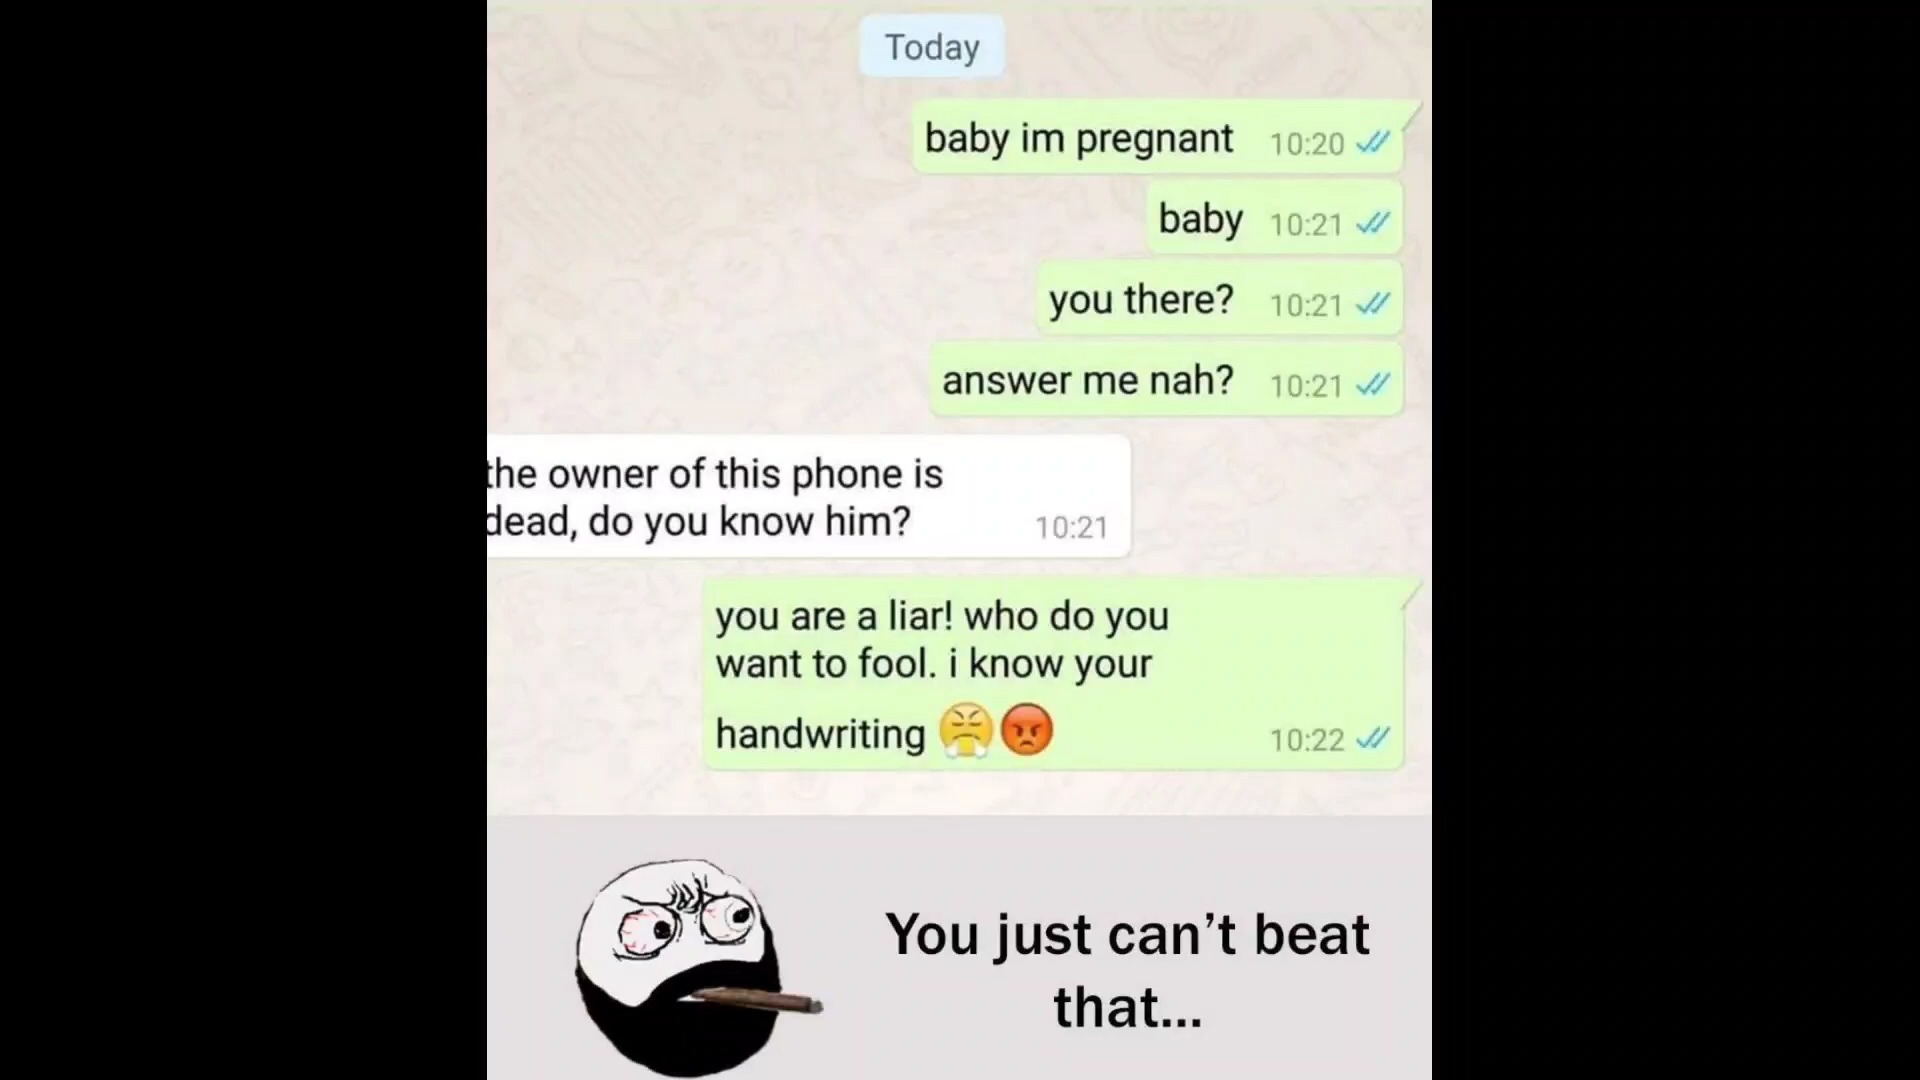 Today
baby im pregnant 10:20
baby 10:21
you there? 10:21
answer me nah? 10:21
the owner of this phone is
dead, do you know him? 10:21
you are a liar! who do you
want to fool. i know your
handwriting 😤😡 10:22
You just can’t beat
that...